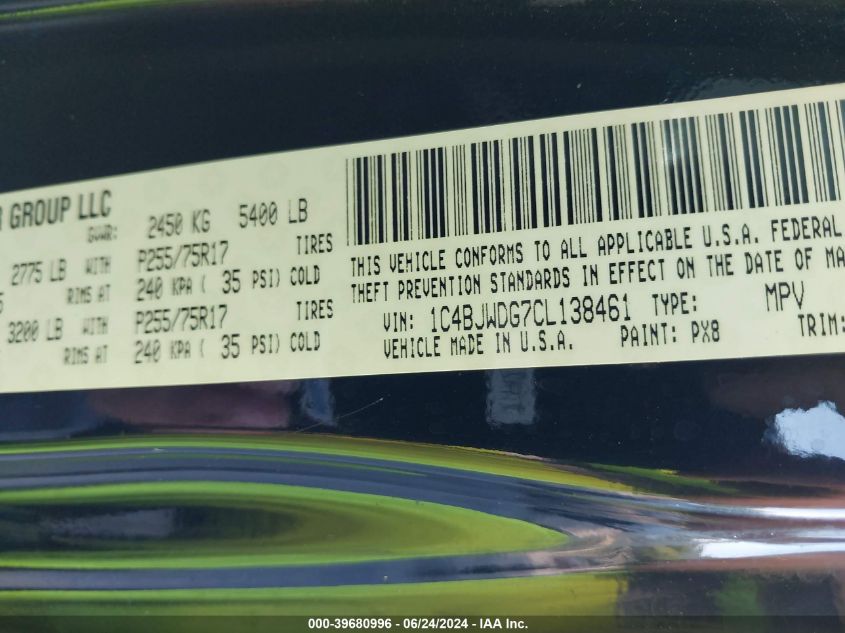 GROUP LLC
GVWR: 2450 KG 5400 LB
2775 LB WITH P255/75R17 TIRES
RIMS AT 240 KPA ( 35 PSI) COLD
3200 LB WITH P255/75R17 TIRES
RIMS AT 240 KPA ( 35 PSI) COLD
THIS VEHICLE CONFORMS TO ALL APPLICABLE U.S.A. FEDERAL
THEFT PREVENTION STANDARDS IN EFFECT ON THE DATE OF MA
VIN: 1C4BJWDG7CL138461 TYPE: MPV
VEHICLE MADE IN U.S.A. PAINT: PX8 TRIM:
000-39680996 - 06/24/2024 - IAA Inc.